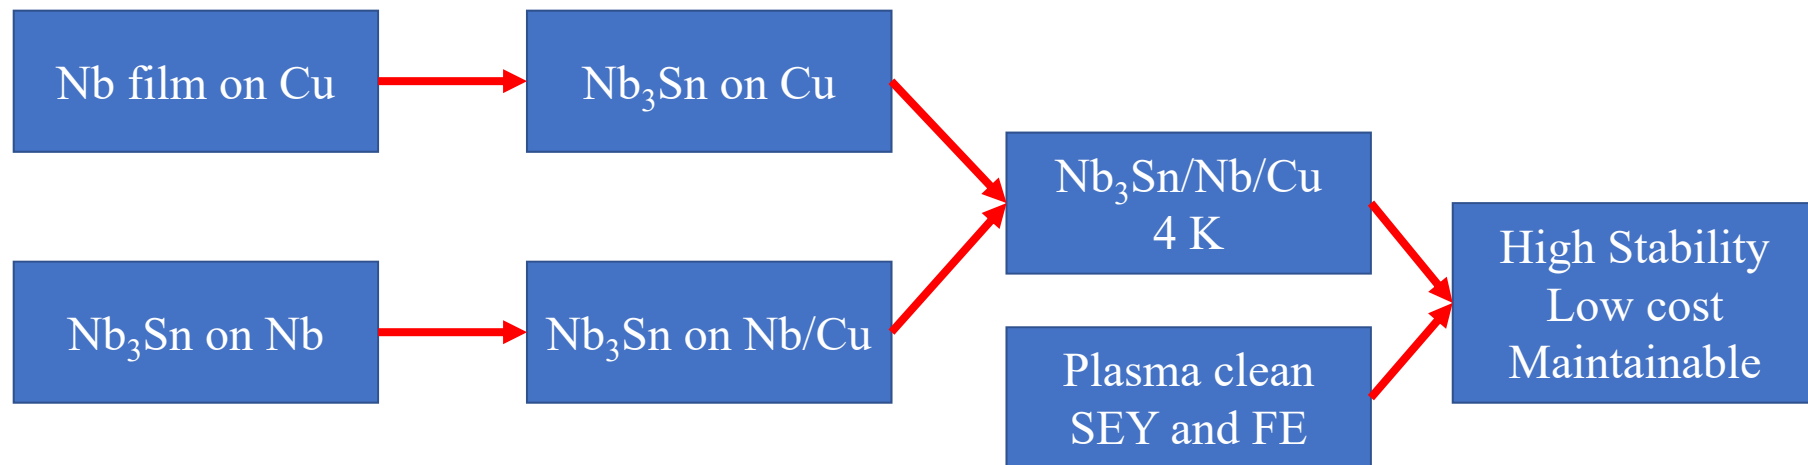 Nb₃Sn on Cu
Nb film on Cu
Nb₃Sn/Nb/Cu
4 K
High Stability
Low cost
Maintainable
Nb₃Sn on Nb
Nb₃Sn on Nb/Cu
Plasma clean
SEY and FE